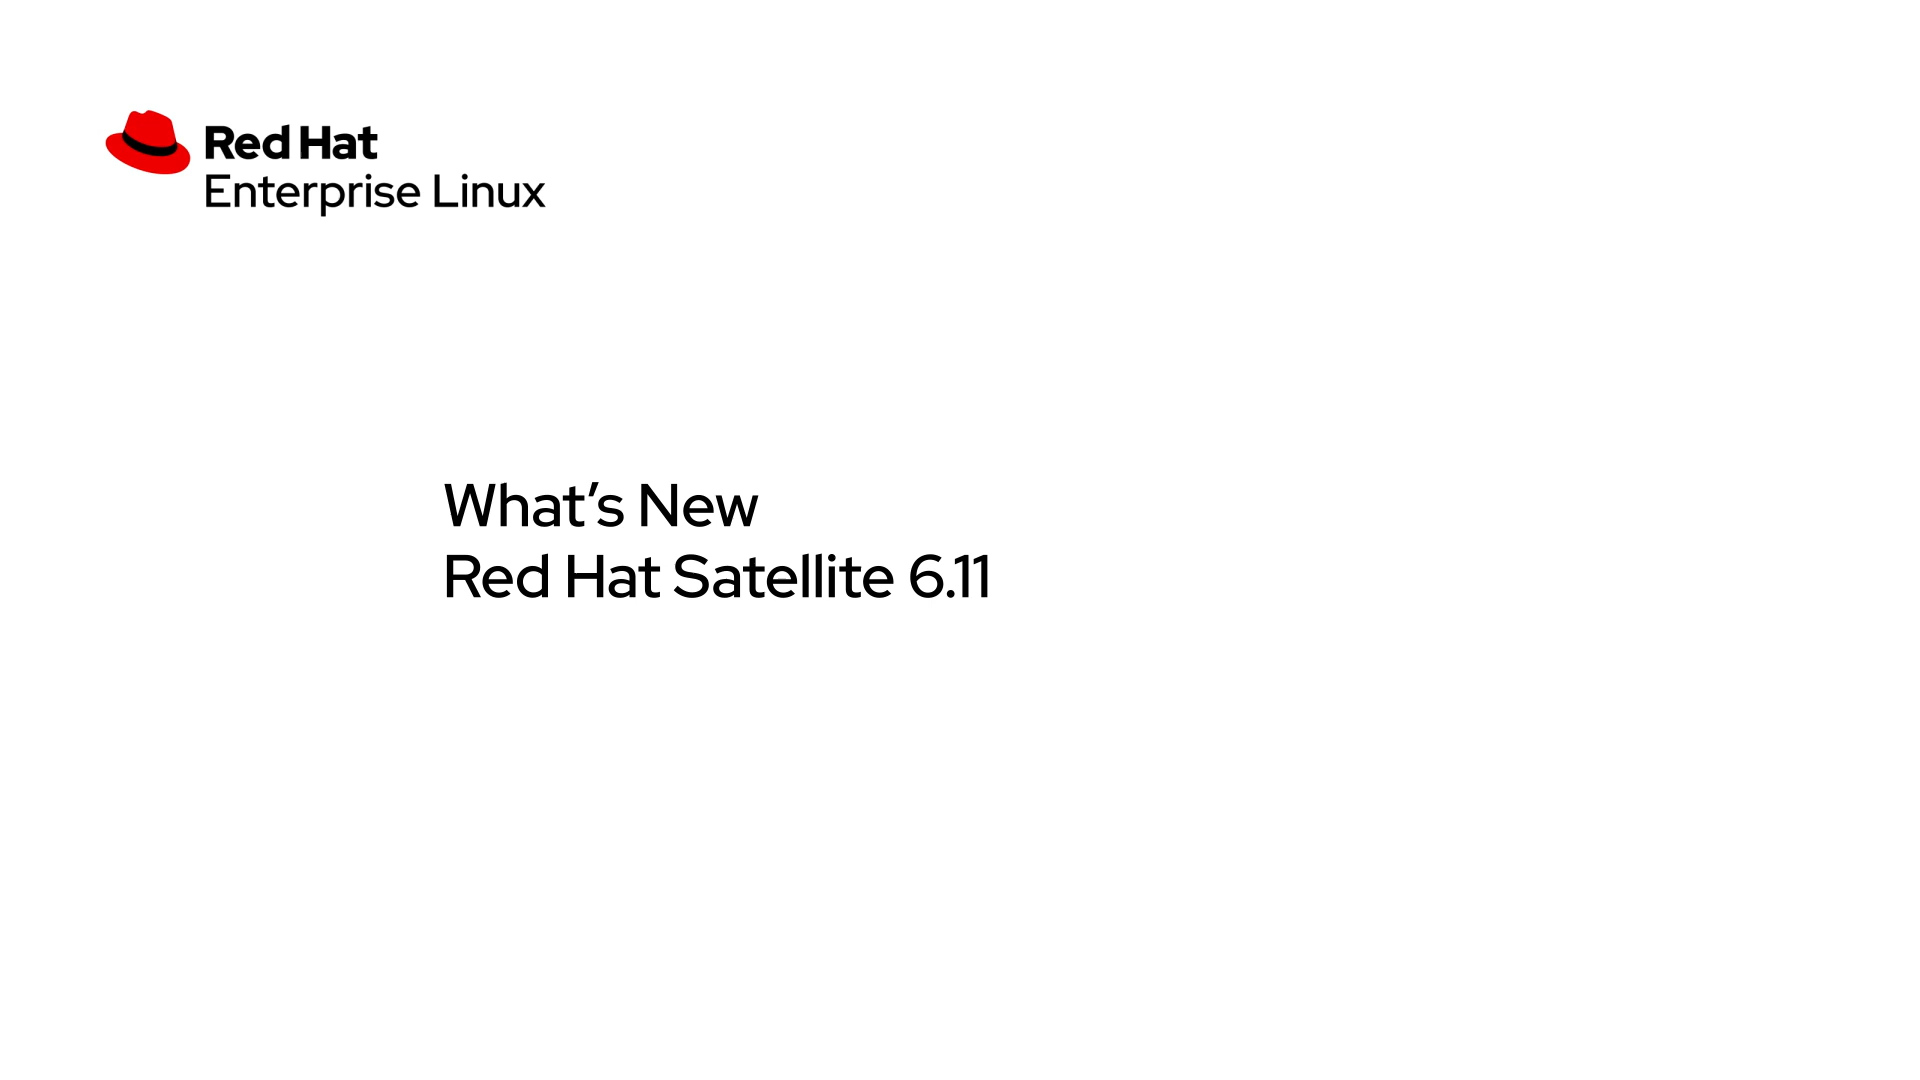 Red Hat
Enterprise Linux
What’s New
Red Hat Satellite 6.11